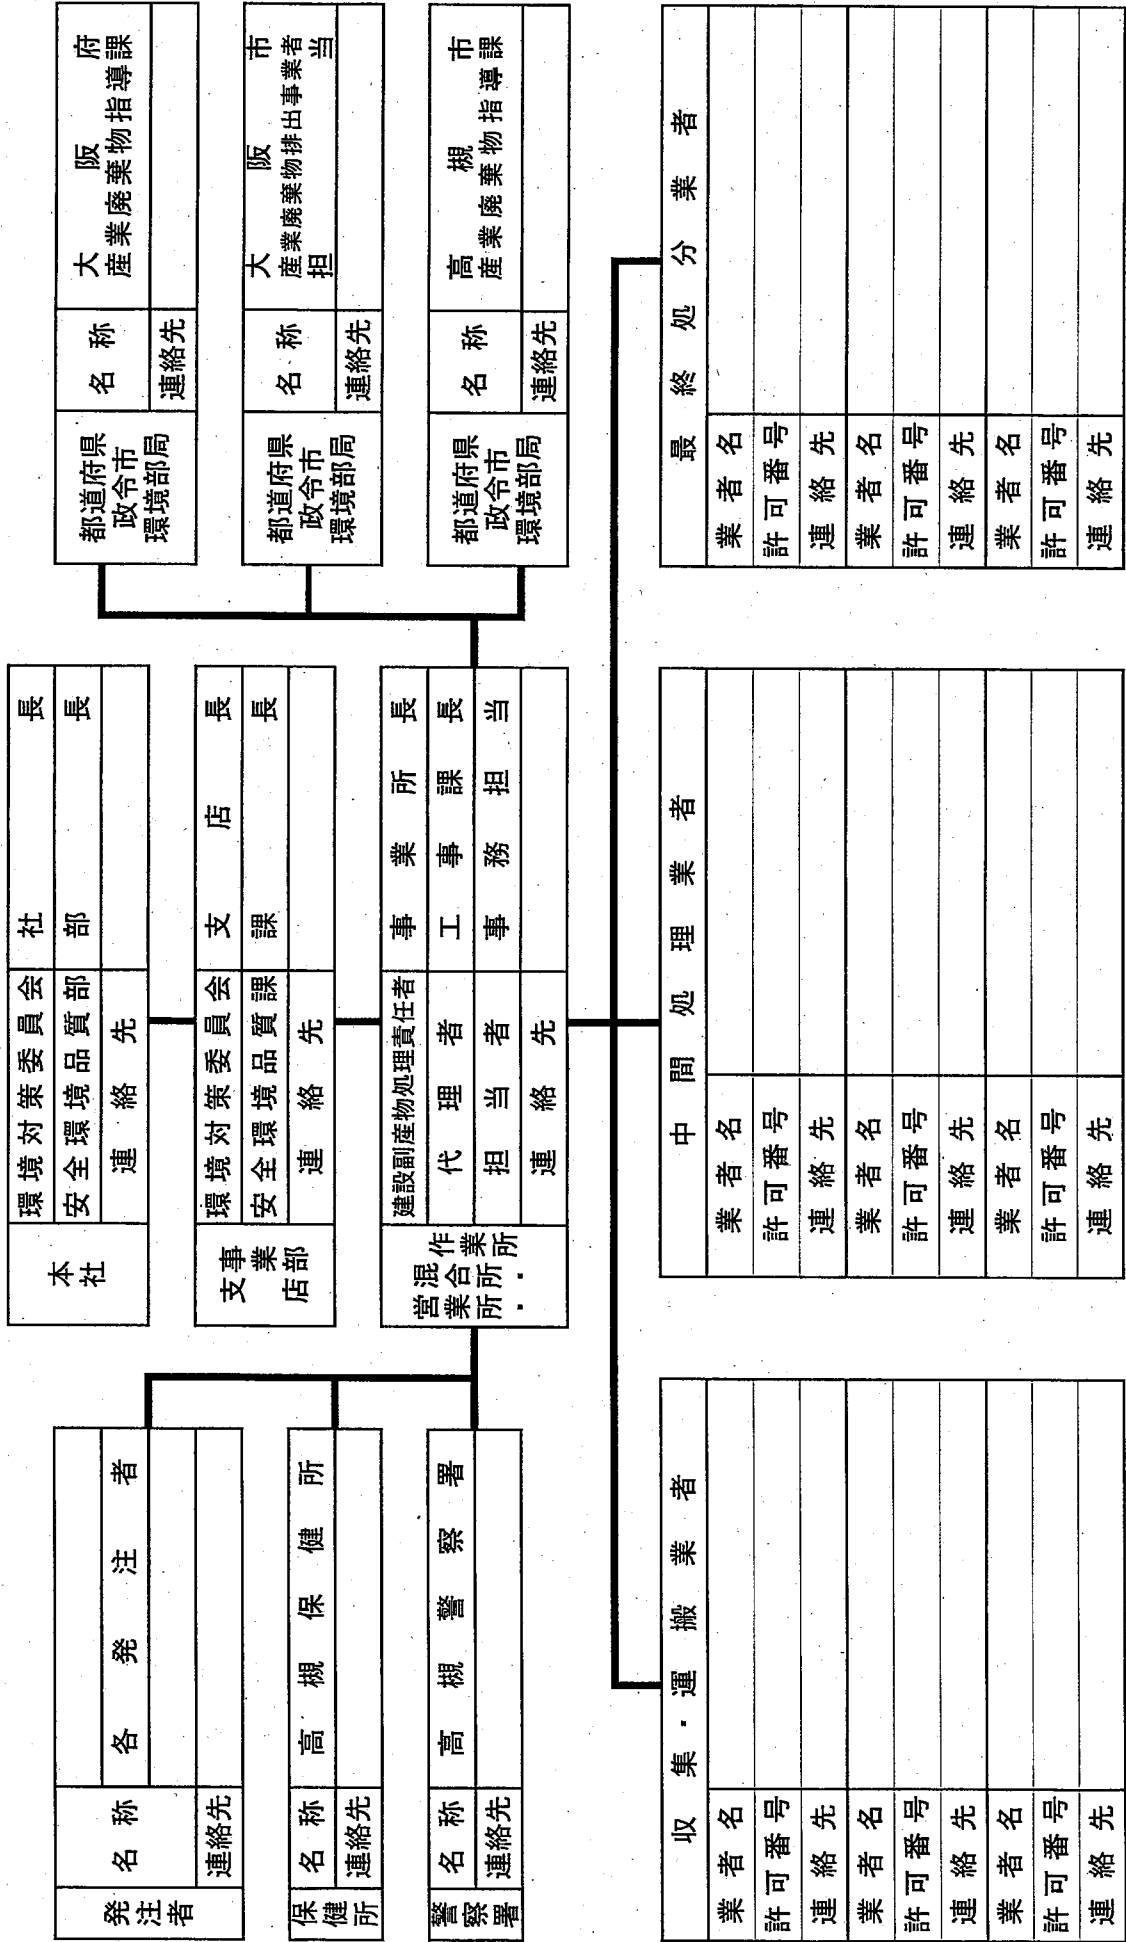 発注者
名称
各発注者
連絡先
保健所
名称
高槻保健所
連絡先
警察署
名称
高槻警察署
連絡先
本社
環境対策委員会
社長
安全環境品質部
部長
連絡先
支店
事業部
環境対策委員会
支店長
安全環境品質課
課長
連絡先
営業所・
混合所・
作業所
建設副産物処理責任者
事業所長
代理者
工事課長
担当者
事務担当
連絡先
都道府県
政令市
環境部局
名称
大阪府
産業廃棄物指導課
連絡先
都道府県
政令市
環境部局
名称
大阪市
産業廃棄物排出事業者
担当
連絡先
都道府県
政令市
環境部局
名称
高槻市
産業廃棄物指導課
連絡先
収集・運搬業者
業者名
許可番号
連絡先
業者名
許可番号
連絡先
業者名
許可番号
連絡先
中間処理業者
業者名
許可番号
連絡先
業者名
許可番号
連絡先
業者名
許可番号
連絡先
最終処分業者
業者名
許可番号
連絡先
業者名
許可番号
連絡先
業者名
許可番号
連絡先